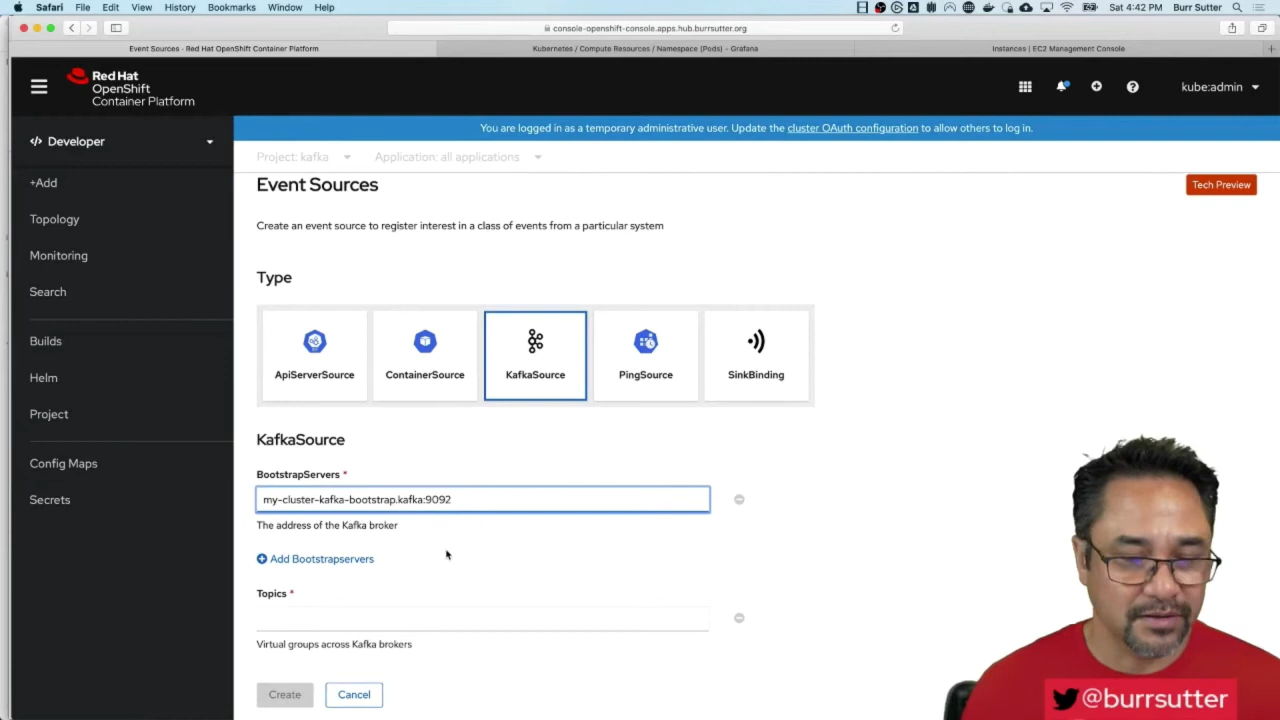 Safari File Edit View History Bookmarks Window Help Sat 4:42 PM Burr Sutter
console-openshift-console.apps.hub.burrsutter.org
Event Sources · Red Hat OpenShift Container Platform Kubernetes / Compute Resources / Namespace (Pods) - Grafana Instances | EC2 Management Console
Red Hat
OpenShift
Container Platform
kube:admin
Developer
You are logged in as a temporary administrative user. Update the cluster OAuth configuration to allow others to log in.
Project: kafka Application: all applications
+Add
Topology
Monitoring
Search
Builds
Helm
Project
Config Maps
Secrets
Event Sources
Tech Preview
Create an event source to register interest in a class of events from a particular system
Type
ApiServerSource ContainerSource KafkaSource PingSource SinkBinding
KafkaSource
BootstrapServers *
my-cluster-kafka-bootstrap.kafka:9092
The address of the Kafka broker
Add Bootstrapservers
Topics *
Virtual groups across Kafka brokers
Create Cancel
@burrsutter